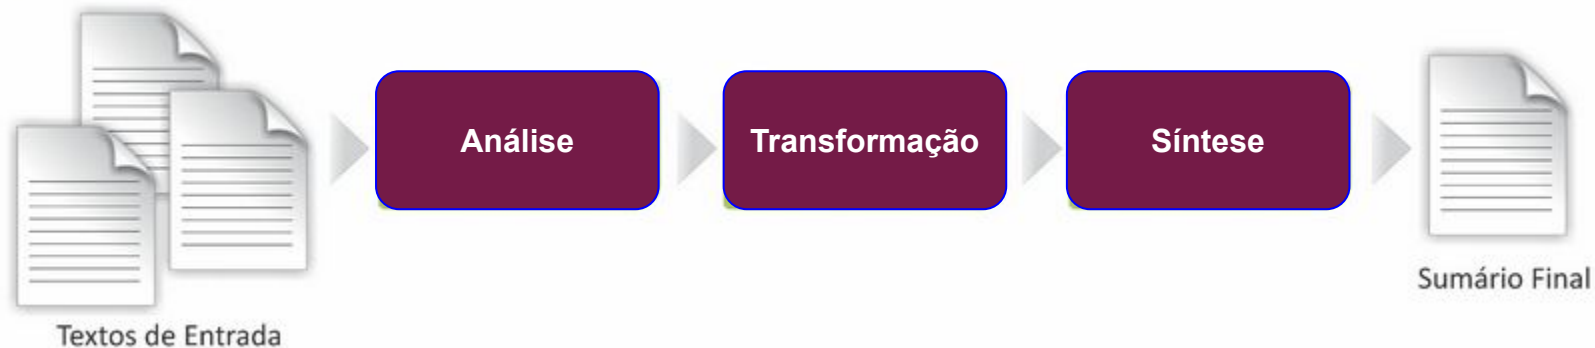 Análise
Transformação
Síntese
Sumário Final
Textos de Entrada